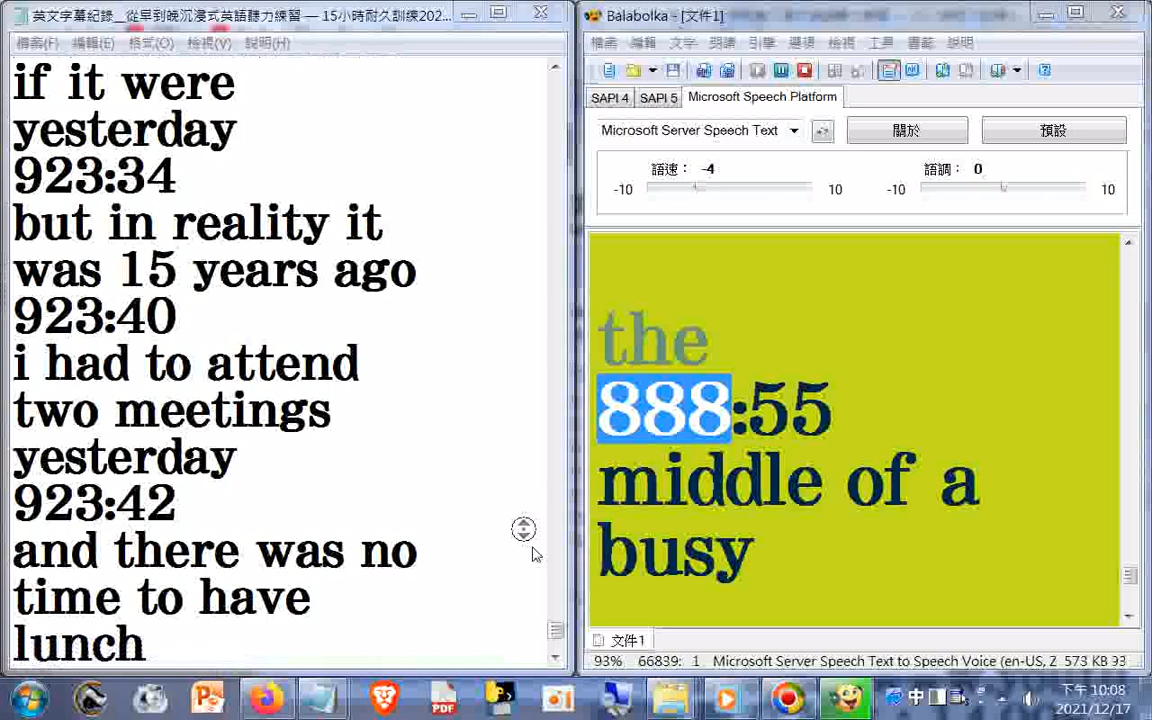 英文字幕紀錄__從早到晚沉浸式英語聽力練習 — 15小時耐久訓練202...
檔案(F) 編輯(E) 格式(O) 檢視(V) 說明(H)
if it were
yesterday
923:34
but in reality it
was 15 years ago
923:40
i had to attend
two meetings
yesterday
923:42
and there was no
time to have
lunch
Balabolka - [文件1]
檔案 編輯 文字 朗讀 引擎 選項 檢視 工具 書籤 說明
SAPI 4 SAPI 5 Microsoft Speech Platform
Microsoft Server Speech Text 關於 預設
語速： -4 語調： 0
-10 10 -10 10
the
888:55
middle of a
busy
文件1
93% 66839: 1 Microsoft Server Speech Text to Speech Voice (en-US, Z 573 KB 93
PDF 中 下午 10:08
2021/12/17